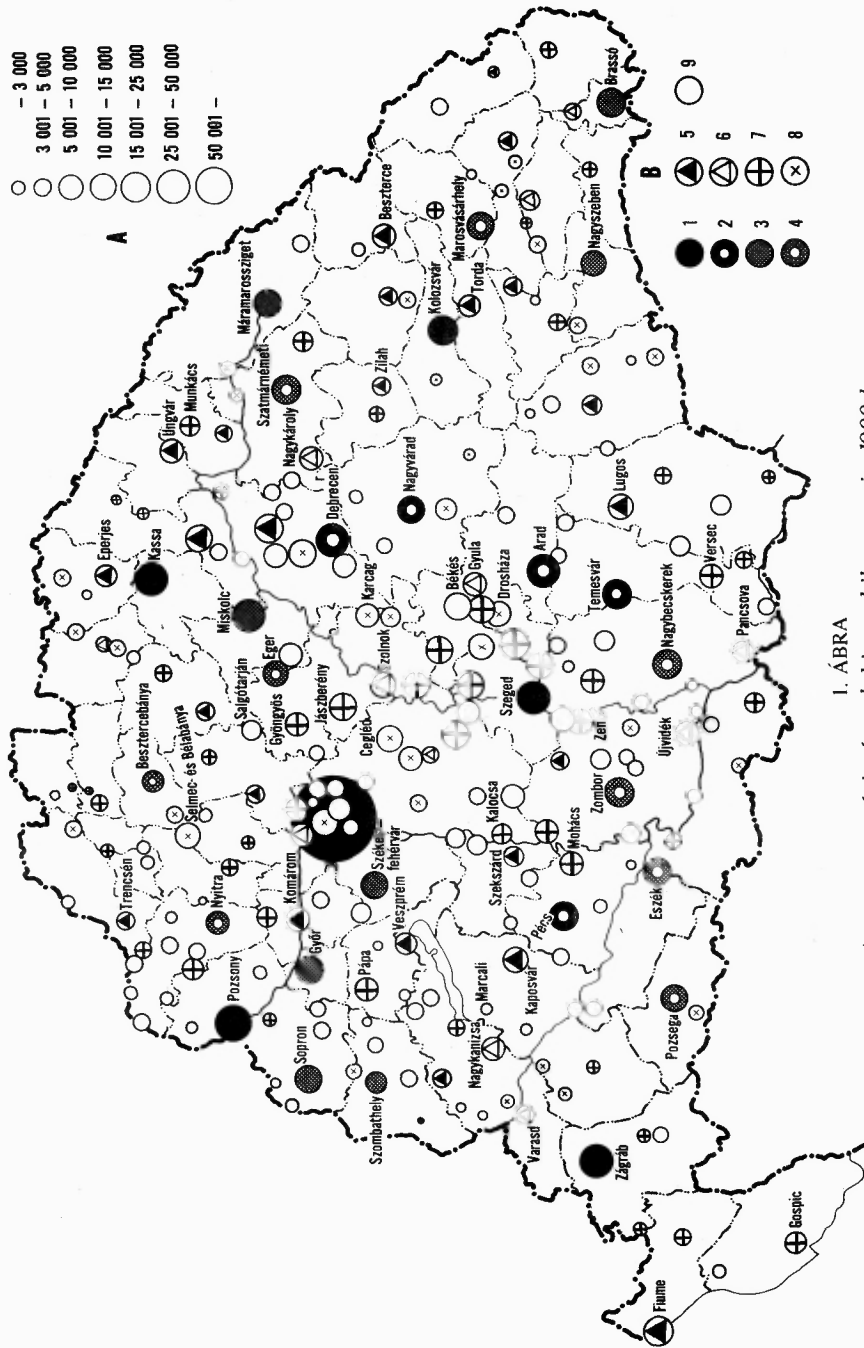 A
– 3 000
3 001 – 5 000
5 001 – 10 000
10 001 – 15 000
15 001 – 25 000
25 001 – 50 000
50 001 –
B
1
2
3
4
5
6
7
8
9
Trencsén
Nyitra
Pozsony
Komárom
Győr
Sopron
Szombathely
Pápa
Veszprém
Székes-
fehérvár
Besztercebánya
Selmec- és Bélabánya
Salgótarján
Gyöngyös
Eger
Jászberény
Cegléd
Miskolc
Kassa
Eperjes
Ungvár
Munkács
Máramarossziget
Szatmárnémeti
Nagykároly
Debrecen
Nagyvárad
Zilah
Beszterce
Kolozsvár
Torda
Marosvásárhely
Nagyszeben
Brassó
Karcag
Békés
Gyula
Orosháza
Arad
Temesvár
Lugos
Nagybecskerek
Versec
Pancsova
Szeged
Zombor
Újvidék
Kalocsa
Szekszárd
Mohács
Pécs
Kaposvár
Marcali
Nagykanizsa
Varasd
Eszék
Pozsega
Zágráb
Fiume
Gospic
1. ÁBRA